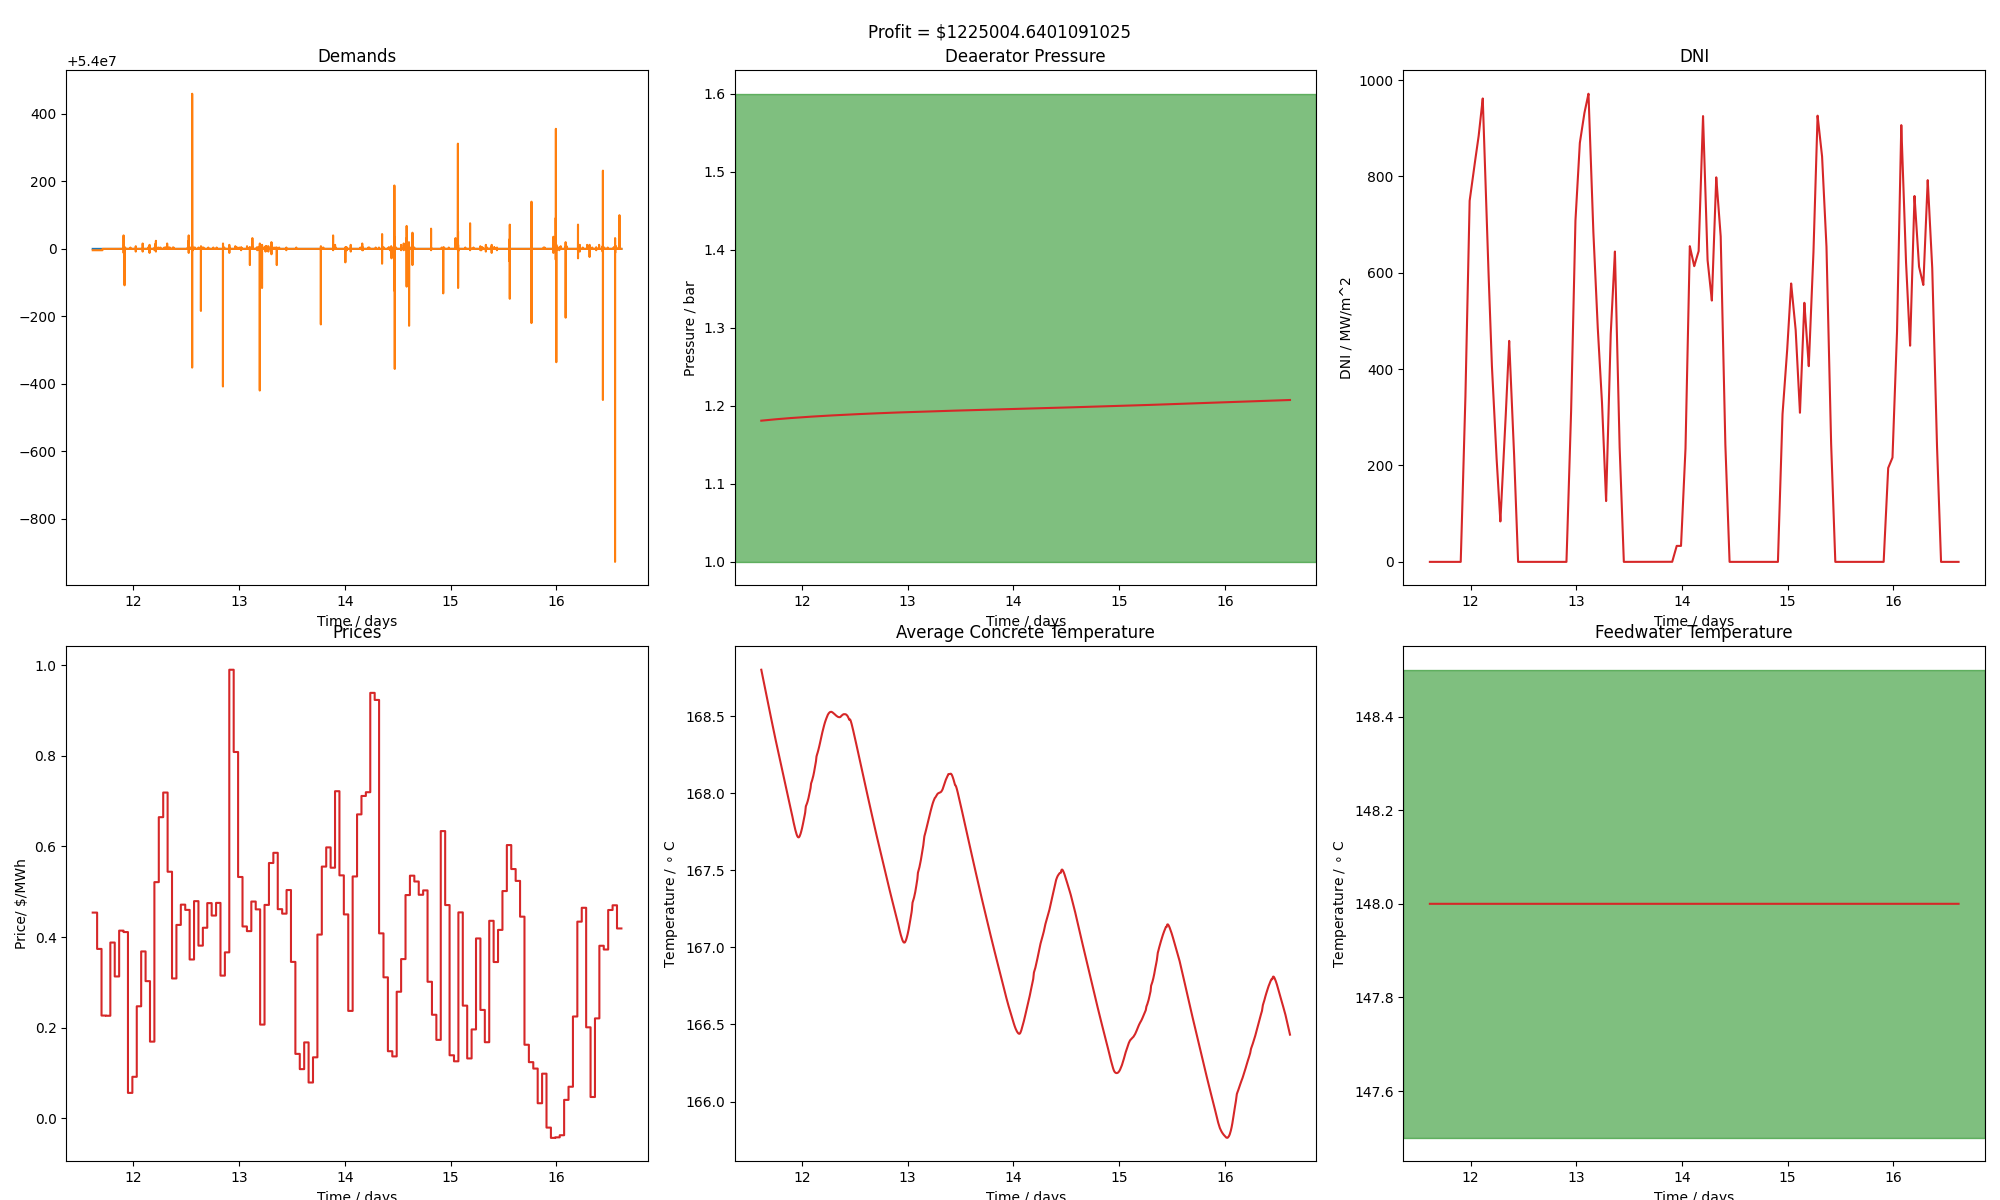 Profit = $1225004.6401091025
Demands
+5.4e7
400
200
0
−200
−400
−600
−800
12 13 14 15 16
Time / days
Deaerator Pressure
Pressure / bar
1.6
1.5
1.4
1.3
1.2
1.1
1.0
12 13 14 15 16
Time / days
DNI
DNI / MW/m^2
1000
800
600
400
200
0
12 13 14 15 16
Time / days
Prices
Price/ $/MWh
1.0
0.8
0.6
0.4
0.2
0.0
12 13 14 15 16
Time / days
Average Concrete Temperature
Temperature / ∘ C
168.5
168.0
167.5
167.0
166.5
166.0
12 13 14 15 16
Time / days
Feedwater Temperature
Temperature / ∘ C
148.4
148.2
148.0
147.8
147.6
12 13 14 15 16
Time / days